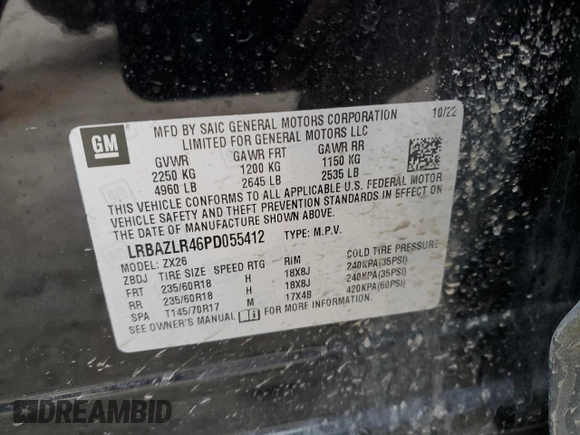 GM
MFD BY SAIC GENERAL MOTORS CORPORATION 10/22
LIMITED FOR GENERAL MOTORS LLC
GVWR GAWR FRT GAWR RR
2250 KG 1200 KG 1150 KG
4960 LB 2645 LB 2535 LB
THIS VEHICLE CONFORMS TO ALL APPLICABLE U.S. FEDERAL MOTOR
VEHICLE SAFETY AND THEFT PREVENTION STANDARDS IN EFFECT ON
THE DATE OF MANUFACTURE SHOWN ABOVE.
LRBAZLR46PD055412 TYPE: M.P.V.
MODEL: ZX26
ZBDJ TIRE SIZE SPEED RTG RIM COLD TIRE PRESSURE
FRT 235/60R18 H 18X8J 240KPA(35PSI)
RR 235/60R18 H 18X8J 240KPA(35PSI)
SPA T145/70R17 M 17X4B 420KPA(60PSI)
SEE OWNER'S MANUAL FOR MORE INFORMATION.
DREAMBID